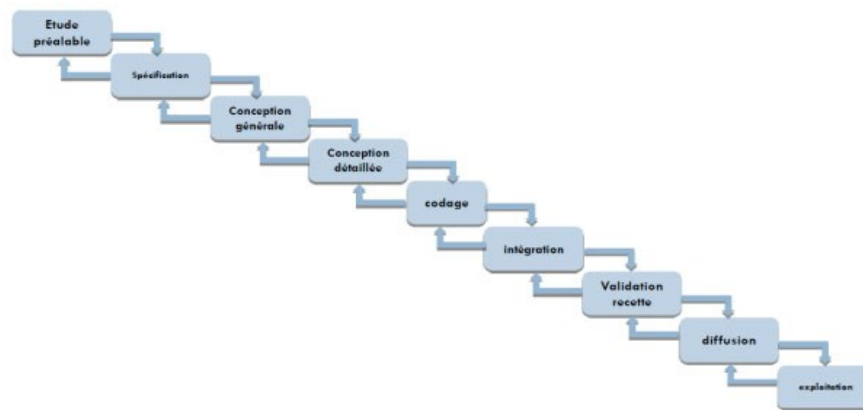 Etude
préalable
Spécification
Conception
générale
Conception
détaillée
codage
intégration
Validation
recette
diffusion
exploitation